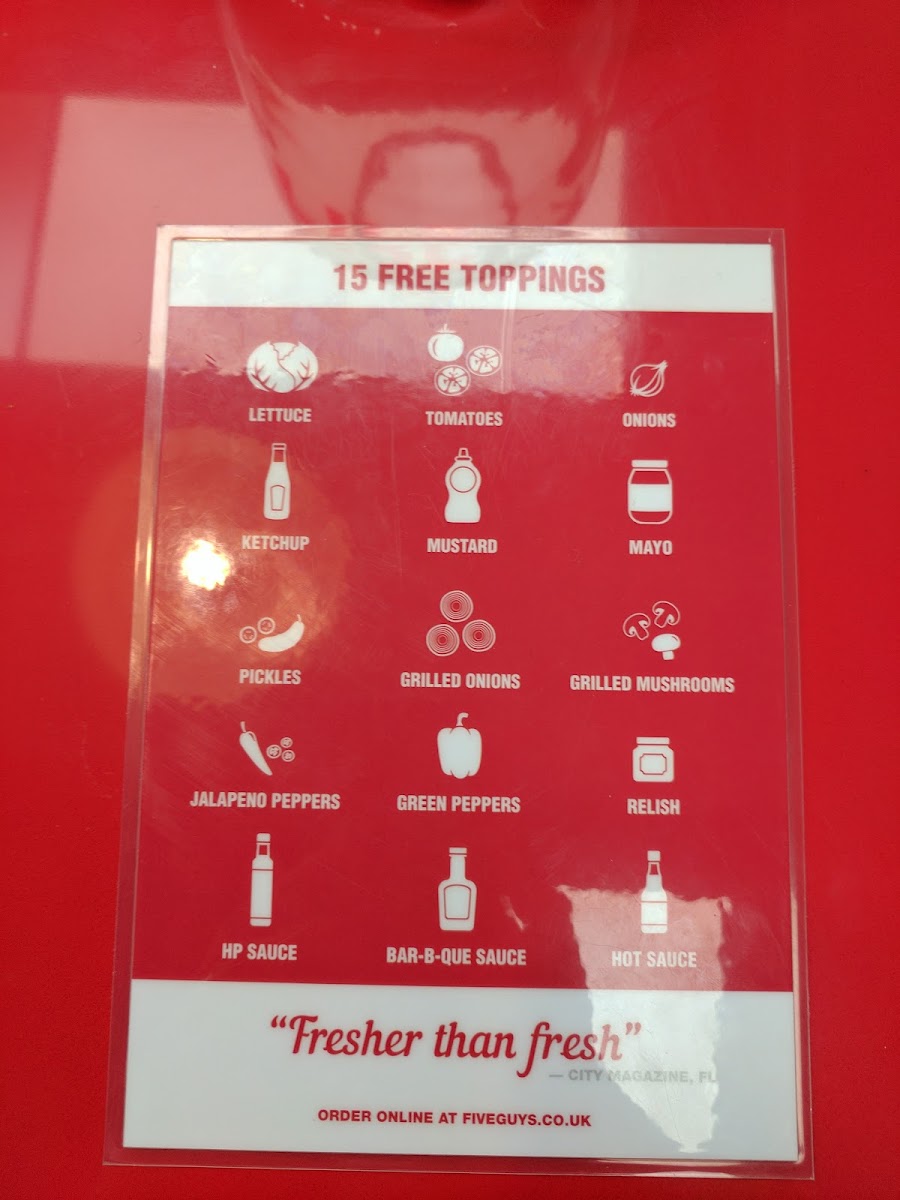 15 FREE TOPPINGS
LETTUCE TOMATOES ONIONS
KETCHUP MUSTARD MAYO
PICKLES GRILLED ONIONS GRILLED MUSHROOMS
JALAPENO PEPPERS GREEN PEPPERS RELISH
HP SAUCE BAR-B-QUE SAUCE HOT SAUCE
“Fresher than fresh”
— CITY MAGAZINE, FL
ORDER ONLINE AT FIVEGUYS.CO.UK